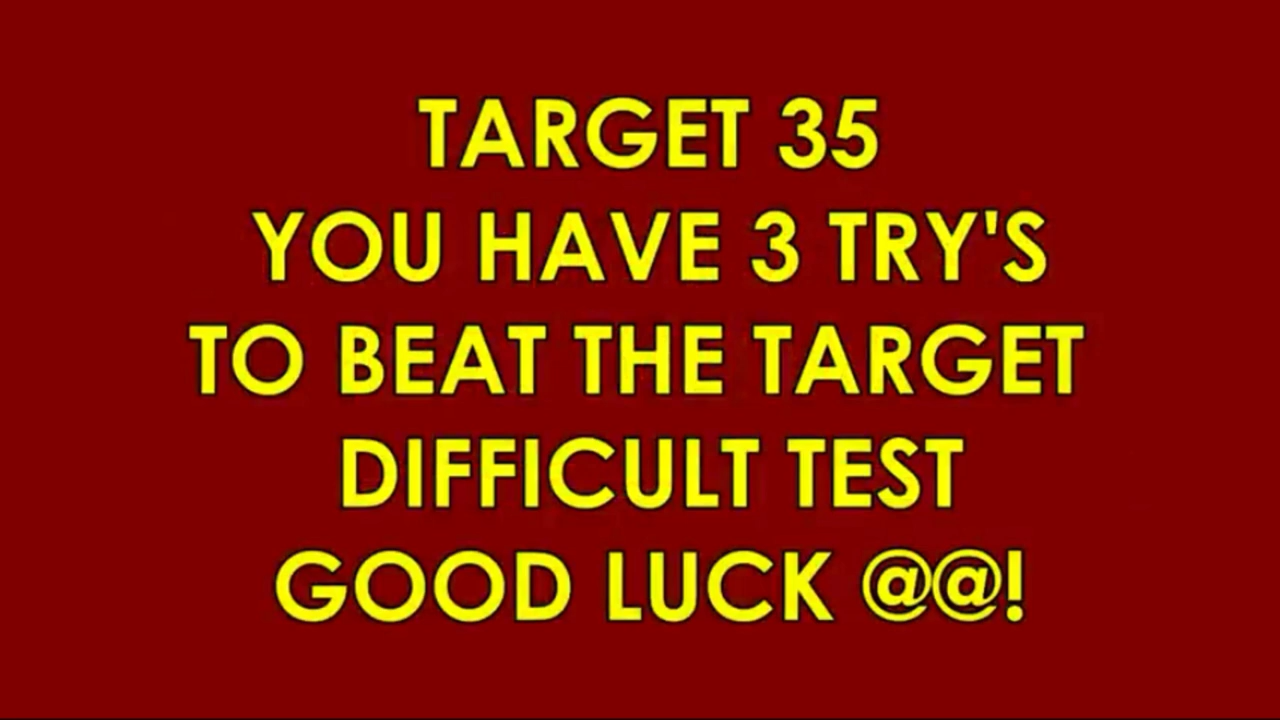 TARGET 35
YOU HAVE 3 TRY'S
TO BEAT THE TARGET
DIFFICULT TEST
GOOD LUCK @@!